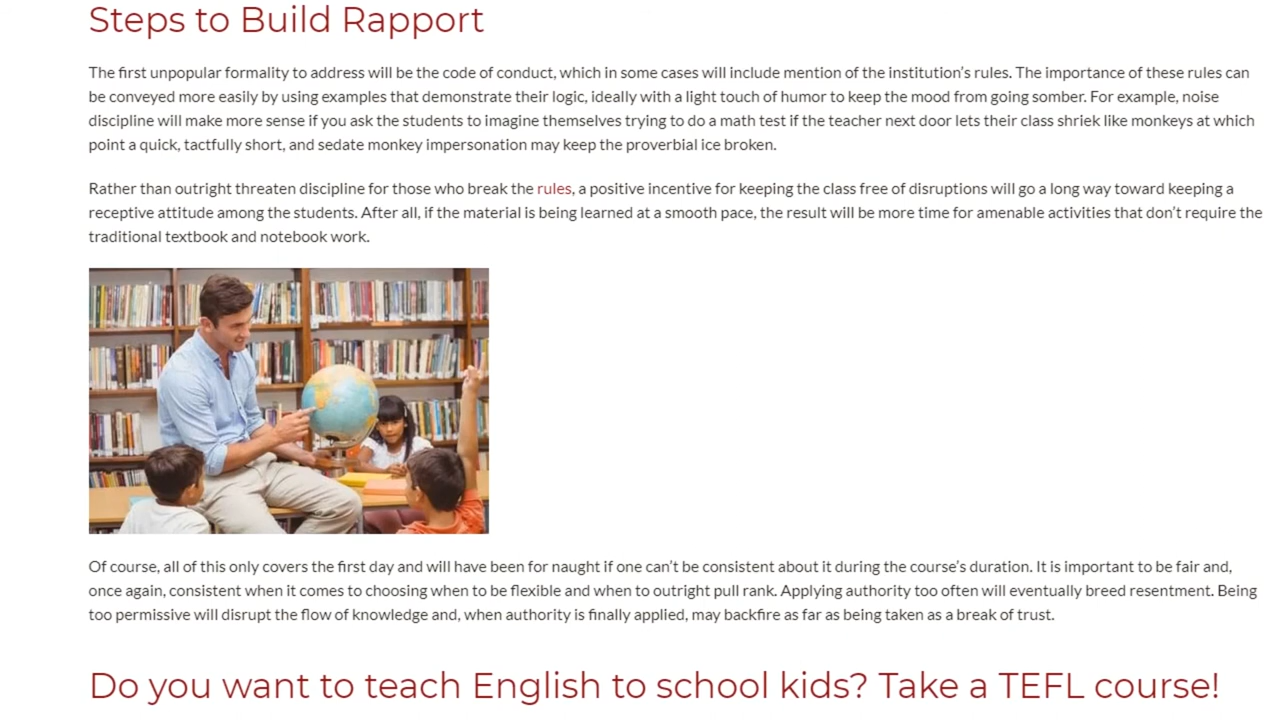 Steps to Build Rapport
The first unpopular formality to address will be the code of conduct, which in some cases will include mention of the institution's rules. The importance of these rules can
be conveyed more easily by using examples that demonstrate their logic, ideally with a light touch of humor to keep the mood from going somber. For example, noise
discipline will make more sense if you ask the students to imagine themselves trying to do a math test if the teacher next door lets their class shriek like monkeys at which
point a quick, tactfully short, and sedate monkey impersonation may keep the proverbial ice broken.
Rather than outright threaten discipline for those who break the rules, a positive incentive for keeping the class free of disruptions will go a long way toward keeping a
receptive attitude among the students. After all, if the material is being learned at a smooth pace, the result will be more time for amenable activities that don't require the
traditional textbook and notebook work.
Of course, all of this only covers the first day and will have been for naught if one can't be consistent about it during the course's duration. It is important to be fair and,
once again, consistent when it comes to choosing when to be flexible and when to outright pull rank. Applying authority too often will eventually breed resentment. Being
too permissive will disrupt the flow of knowledge and, when authority is finally applied, may backfire as far as being taken as a break of trust.
Do you want to teach English to school kids? Take a TEFL course!